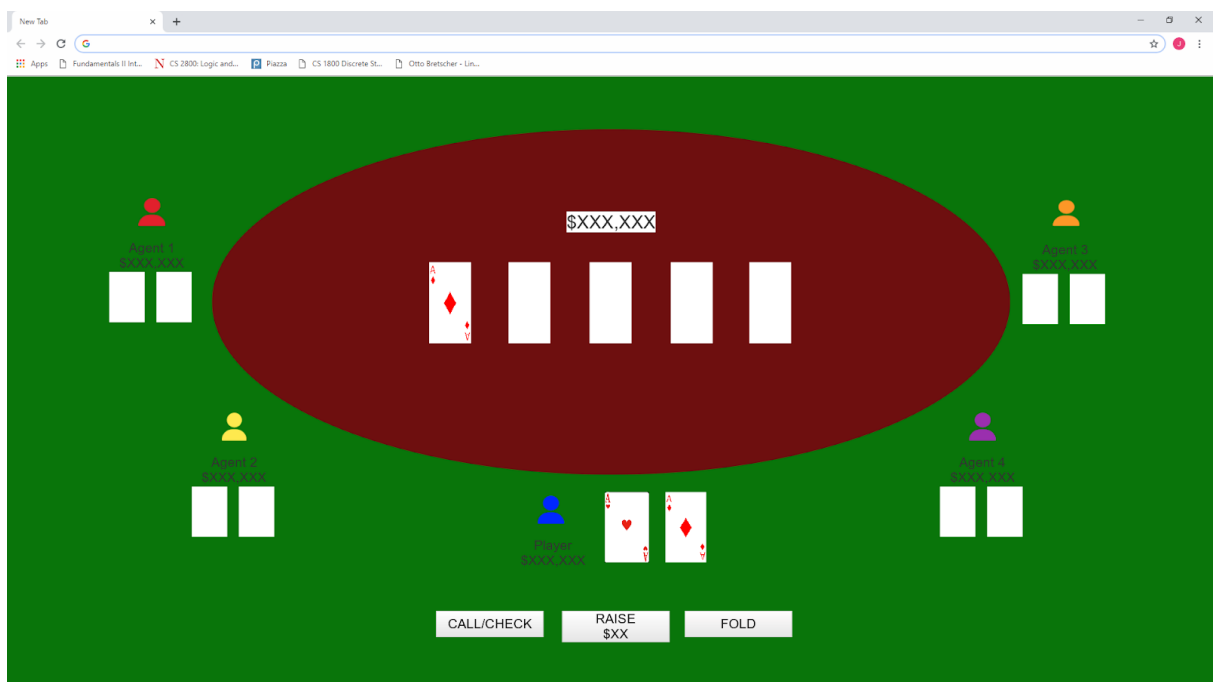 New Tab
Apps Fundamentals II Int... CS 2800: Logic and... Piazza CS 1800 Discrete St... Otto Bretscher - Lin...
$XXX,XXX
Agent 1
$XXX,XXX
Agent 3
$XXX,XXX
A
A
Agent 2
$XXX,XXX
Agent 4
$XXX,XXX
A
A
A
A
Player
$XXX,XXX
CALL/CHECK
RAISE
$XX
FOLD